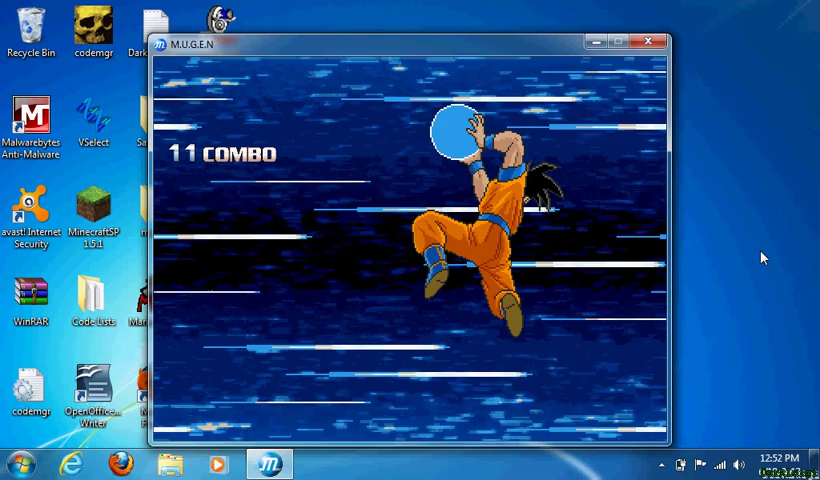 M.U.G.E.N
11 COMBO
Recycle Bin
codemgr
Dark
Malwarebytes
Anti-Malware
VSelect
avast! Internet
Security
MinecraftSP
1.5.1
WinRAR
Code Lists
codemgr
OpenOffice...
Writer
12:52 PM